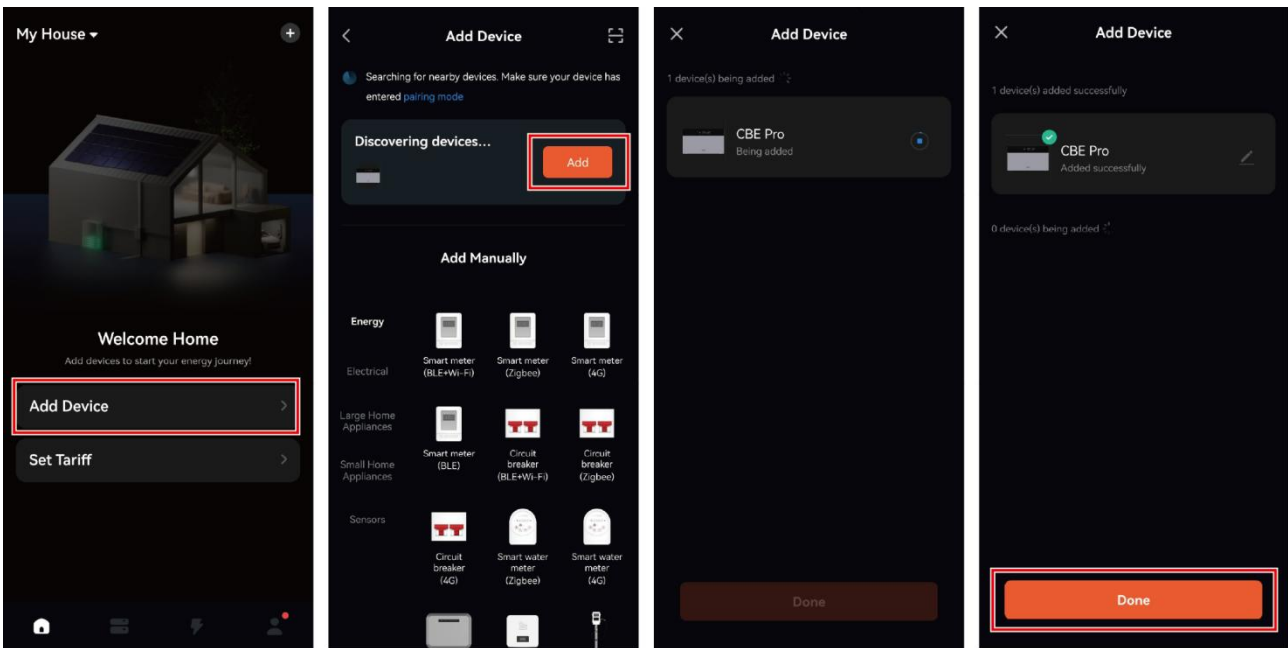 My House
Welcome Home
Add devices to start your energy journey!
Add Device
Set Tariff
Add Device
Searching for nearby devices. Make sure your device has
entered pairing mode
Discovering devices...
Add
Add Manually
Energy
Electrical
Large Home
Appliances
Small Home
Appliances
Sensors
Smart meter
(BLE+Wi-Fi)
Smart meter
(Zigbee)
Smart meter
(4G)
Smart meter
(BLE)
Circuit
breaker
(BLE+Wi-Fi)
Circuit
breaker
(Zigbee)
Circuit
breaker
(4G)
Smart water
meter
(Zigbee)
Smart water
meter
(4G)
Add Device
1 device(s) being added
CBE Pro
Being added
Done
Add Device
1 device(s) added successfully
CBE Pro
Added successfully
0 device(s) being added
Done